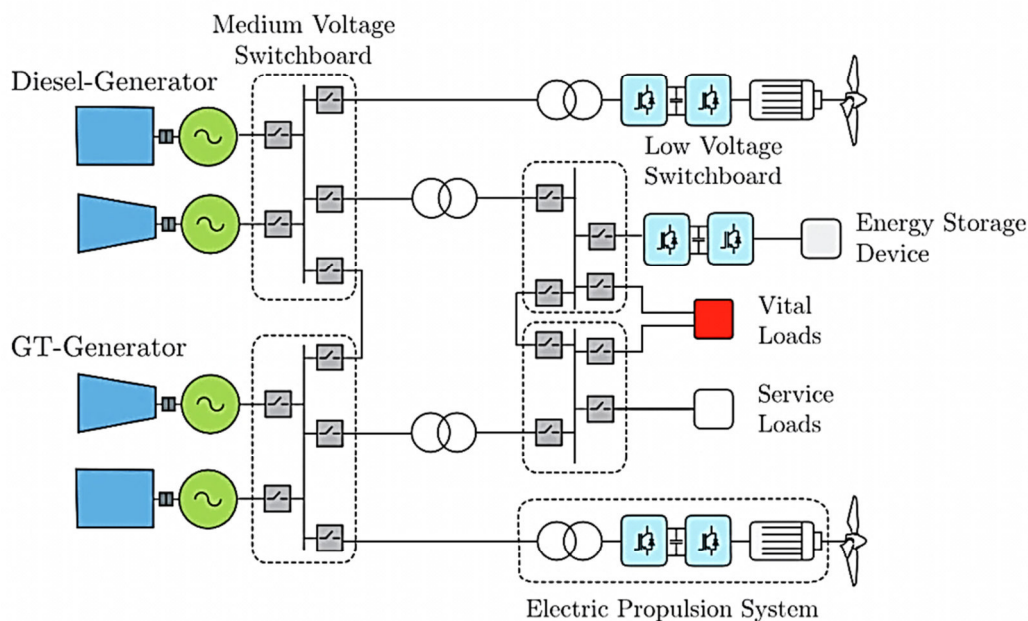 Medium Voltage
Switchboard
Diesel-Generator
Low Voltage
Switchboard
Energy Storage
Device
Vital
Loads
GT-Generator
Service
Loads
Electric Propulsion System